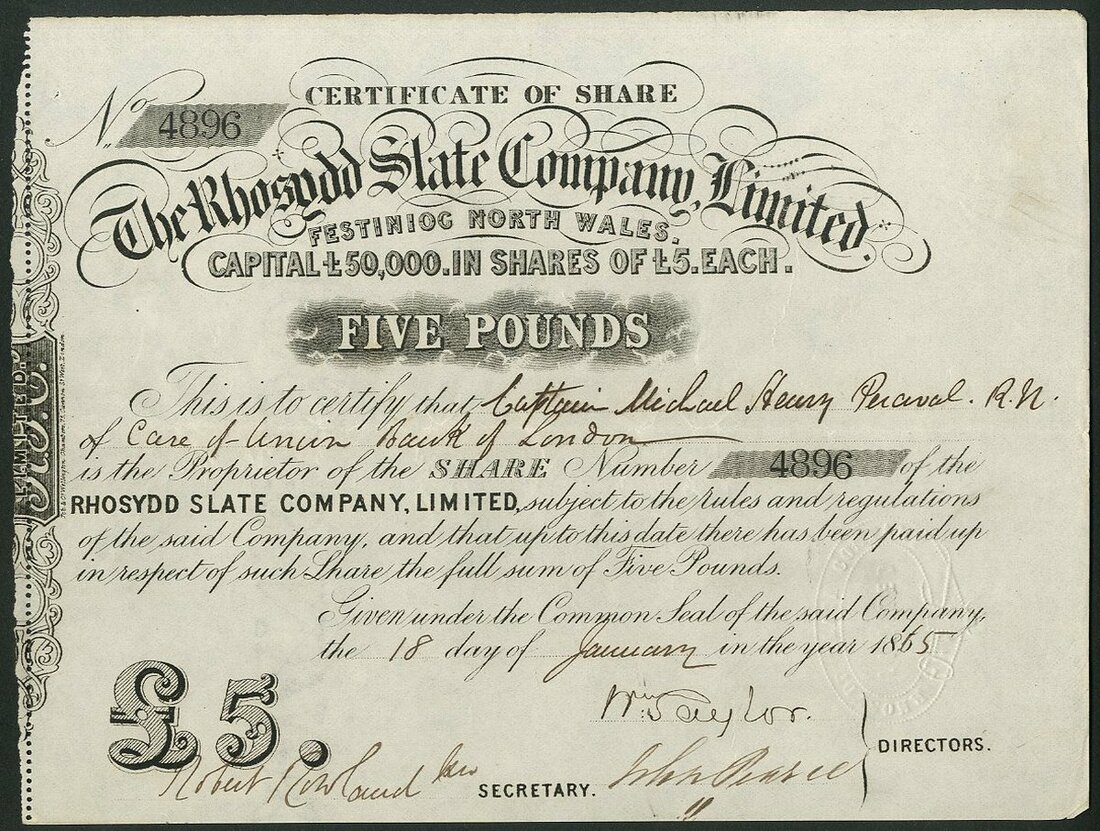 CERTIFICATE OF SHARE
No 4896
The Rhosydd Slate Company, Limited.
FESTINIOG NORTH WALES.
CAPITAL £50,000. IN SHARES OF £5. EACH.
FIVE POUNDS
This is to certify that Captain Michael Henry Percival. R.N.
of Care of Union Bank of London
is the Proprietor of the SHARE Number 4896 of the
RHOSYDD SLATE COMPANY, LIMITED, subject to the rules and regulations
of the said Company, and that up to this date there has been paid up
in respect of such Share the full sum of Five Pounds.
Given under the Common Seal of the said Company,
the 18 day of January in the year 1865
Wm Taylor.
£5.
DIRECTORS.
Robert Rowland SECRETARY. John Pearce
LIMITED.